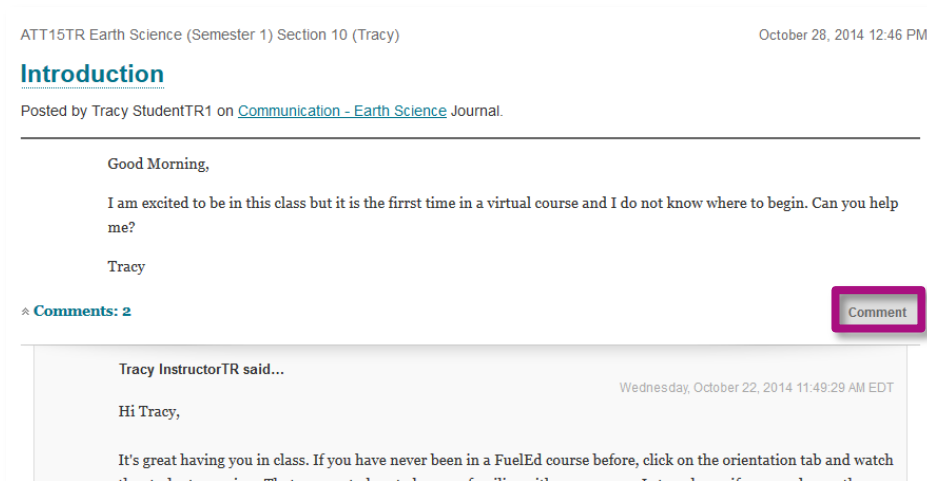 ATT15TR Earth Science (Semester 1) Section 10 (Tracy)
October 28, 2014 12:46 PM
Introduction
Posted by Tracy StudentTR1 on Communication - Earth Science Journal.
Good Morning,
I am excited to be in this class but it is the firrst time in a virtual course and I do not know where to begin. Can you help
me?
Tracy
Comments: 2
Comment
Tracy InstructorTR said...
Wednesday, October 22, 2014 11:49:29 AM EDT
Hi Tracy,
It's great having you in class. If you have never been in a FuelEd course before, click on the orientation tab and watch